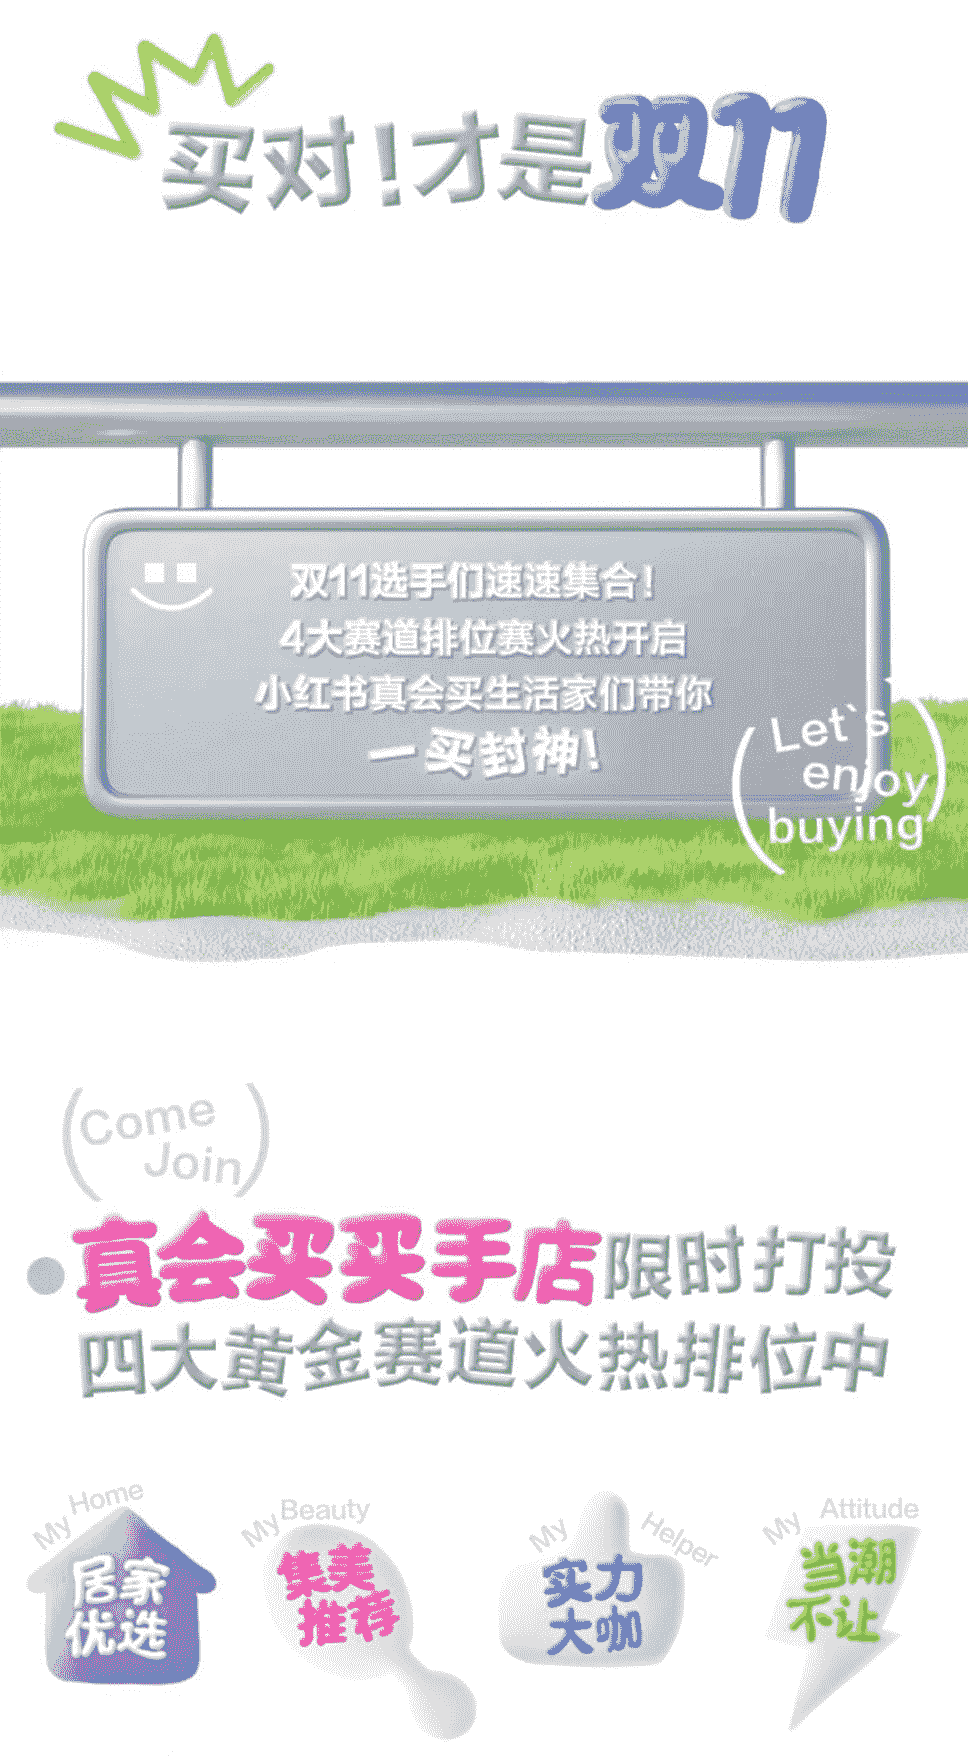 买对！才是双11
双11选手们速速集合！
4大赛道排位赛火热开启
小红书真会买生活家们带你
一买封神！
Let`s
enjoy
buying
Come
Join
真会买买手店限时打投
四大黄金赛道火热排位中
My Home
居家
优选
My Beauty
集美
推荐
My Helper
实力
大咖
My Attitude
当潮
不让